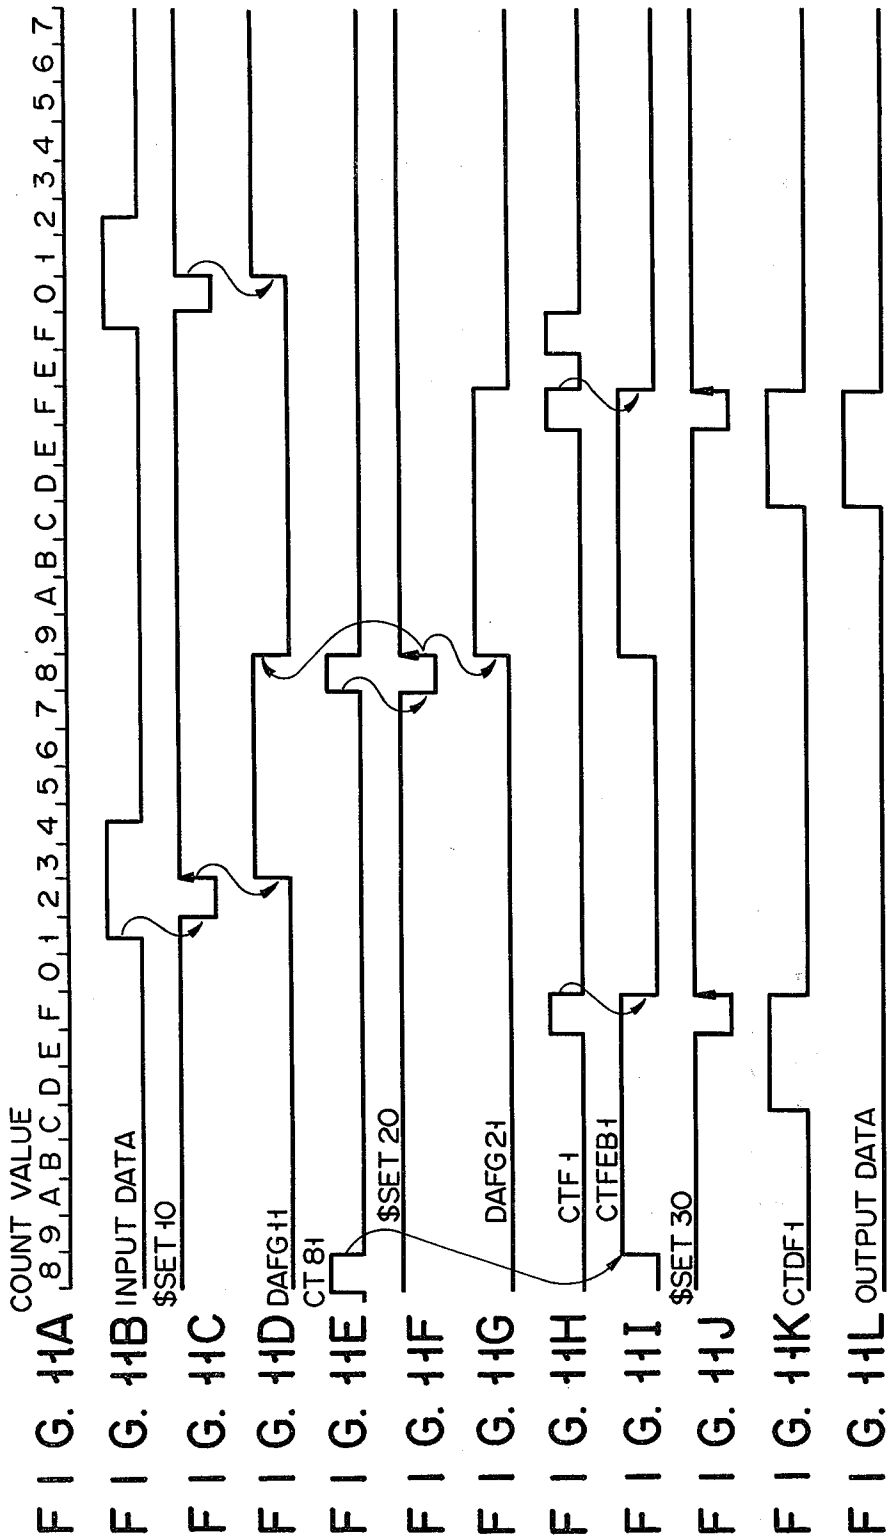 COUNT VALUE
FIG. 11A 8 9 A B C D E F 0 1 2 3 4 5 6 7 8 9 A B C D E F E F 0 1 2 3 4 5 6 7
FIG. 11B INPUT DATA
FIG. 11C $SET 10
FIG. 11D DAFG11
FIG. 11E CT81
FIG. 11F $SET 20
FIG. 11G DAFG21
FIG. 11H CTF1
FIG. 11I CTFEB1
FIG. 11J $SET 30
FIG. 11K CTDF1
FIG. 11L OUTPUT DATA